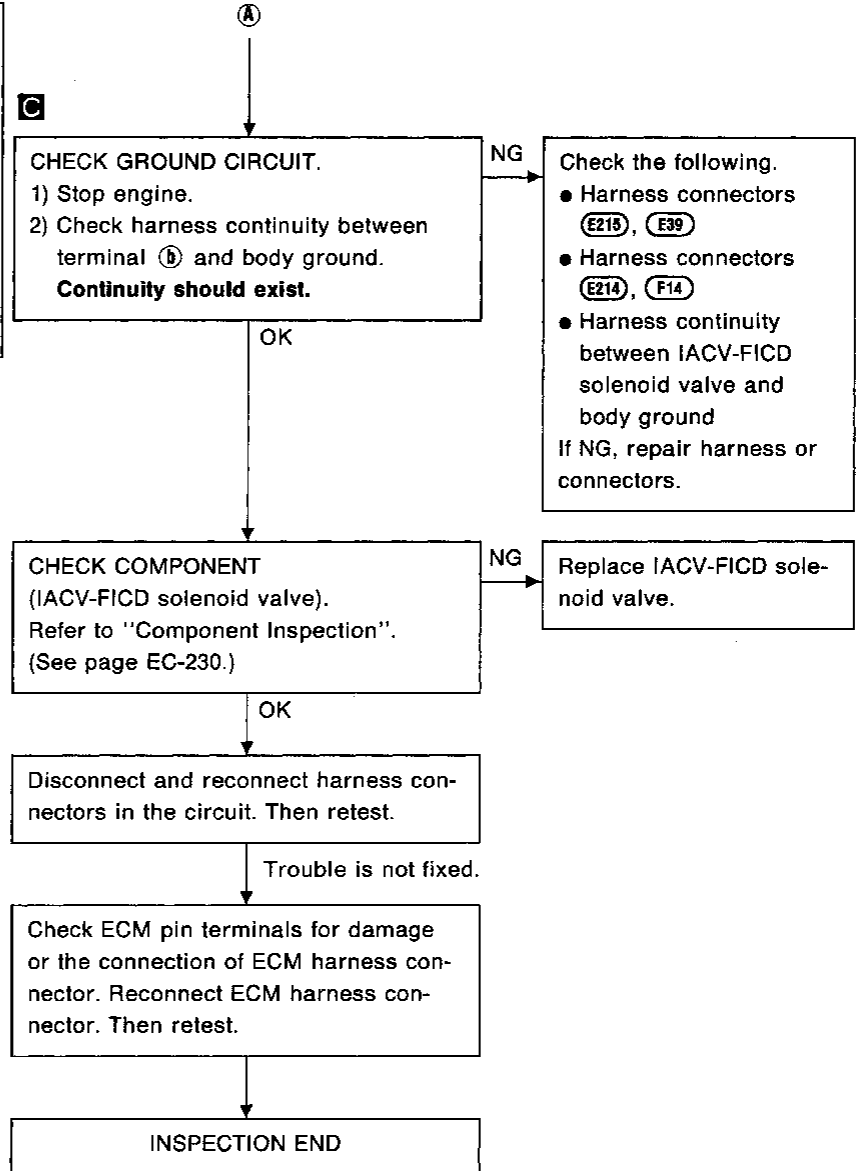 Ⓐ
C
CHECK GROUND CIRCUIT.
1) Stop engine.
2) Check harness continuity between
terminal ⓑ and body ground.
Continuity should exist.
NG
Check the following.
● Harness connectors
E215, E39
● Harness connectors
E214, F14
● Harness continuity
between IACV-FICD
solenoid valve and
body ground
If NG, repair harness or
connectors.
OK
CHECK COMPONENT
(IACV-FICD solenoid valve).
Refer to "Component Inspection".
(See page EC-230.)
NG
Replace IACV-FICD sole-
noid valve.
OK
Disconnect and reconnect harness con-
nectors in the circuit. Then retest.
Trouble is not fixed.
Check ECM pin terminals for damage
or the connection of ECM harness con-
nector. Reconnect ECM harness con-
nector. Then retest.
INSPECTION END